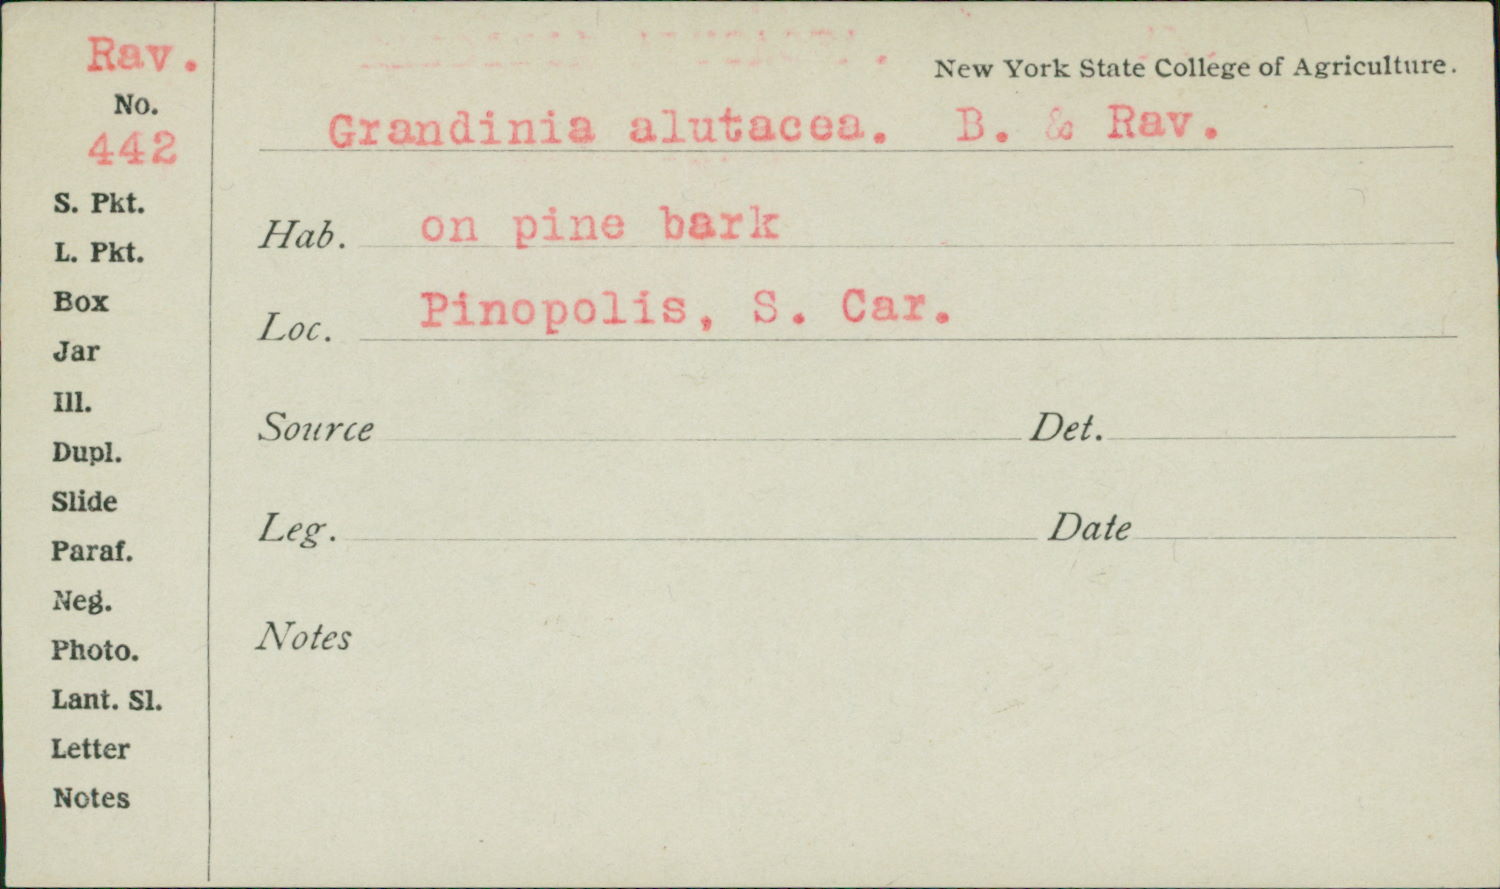 Rav.
No.
442
S. Pkt.
L. Pkt.
Box
Jar
Ill.
Dupl.
Slide
Paraf.
Neg.
Photo.
Lant. Sl.
Letter
Notes
New York State College of Agriculture.
Grandinia alutacea. B. & Rav.
Hab. on pine bark
Loc. Pinopolis, S. Car.
Source Det.
Leg. Date
Notes